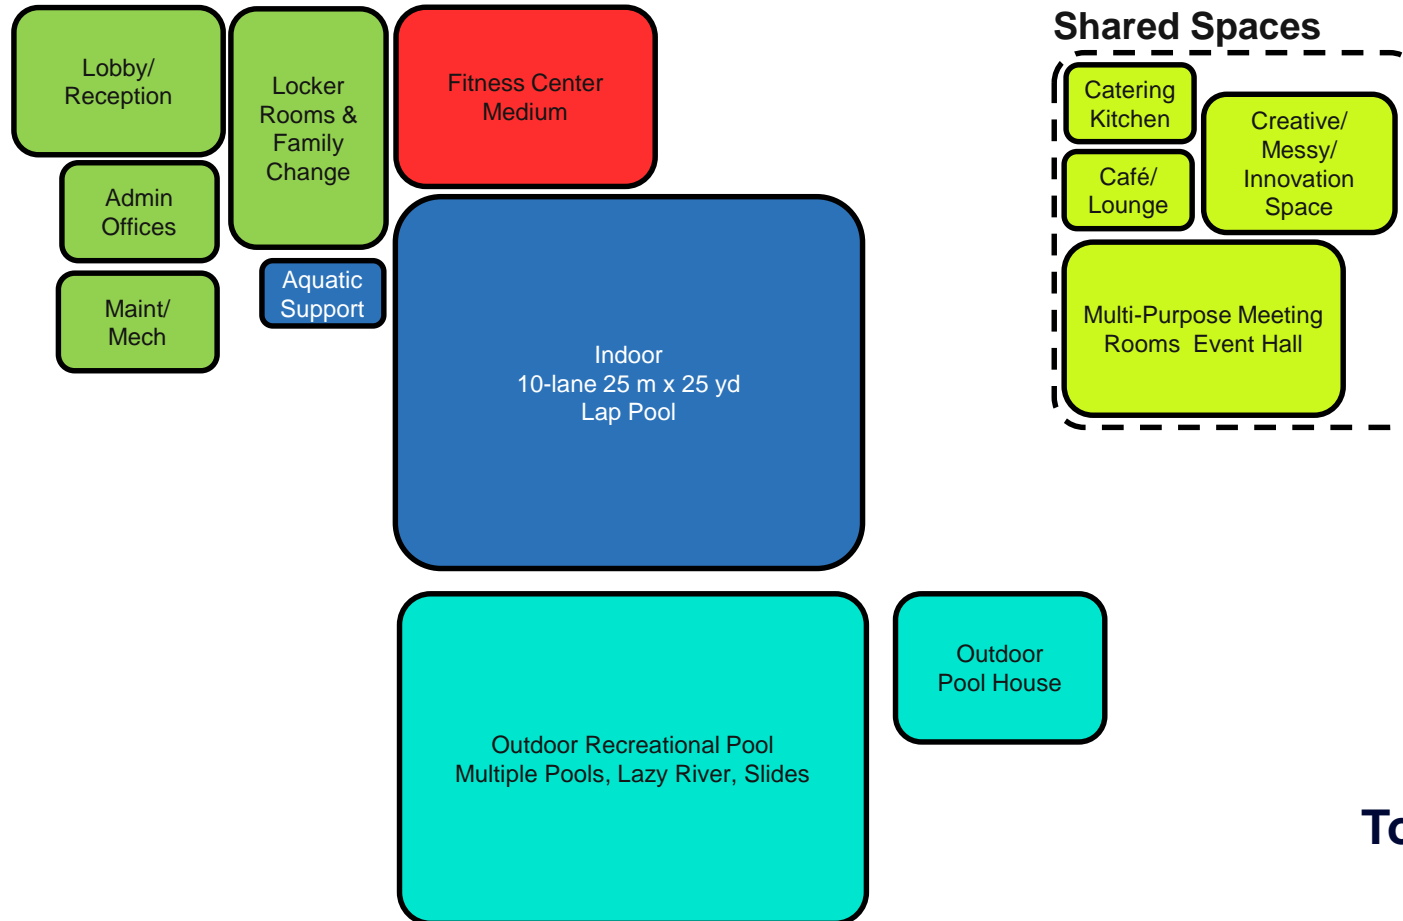 Lobby/
Reception
Locker
Rooms &
Family
Change
Fitness Center
Medium
Admin
Offices
Maint/
Mech
Aquatic
Support
Indoor
10-lane 25 m x 25 yd
Lap Pool
Outdoor Recreational Pool
Multiple Pools, Lazy River, Slides
Outdoor
Pool House
Shared Spaces
Catering
Kitchen
Creative/
Messy/
Innovation
Space
Café/
Lounge
Multi-Purpose Meeting
Rooms  Event Hall